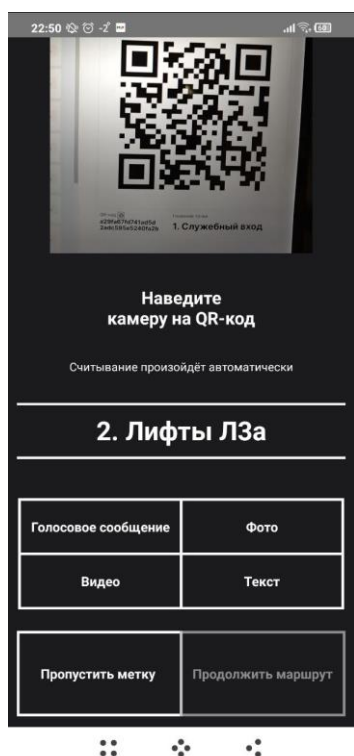 22:50
1. Служебный вход
Наведите
камеру на QR-код
Считывание произойдёт автоматически
2. Лифты Л3а
Голосовое сообщение
Фото
Видео
Текст
Пропустить метку
Продолжить маршрут